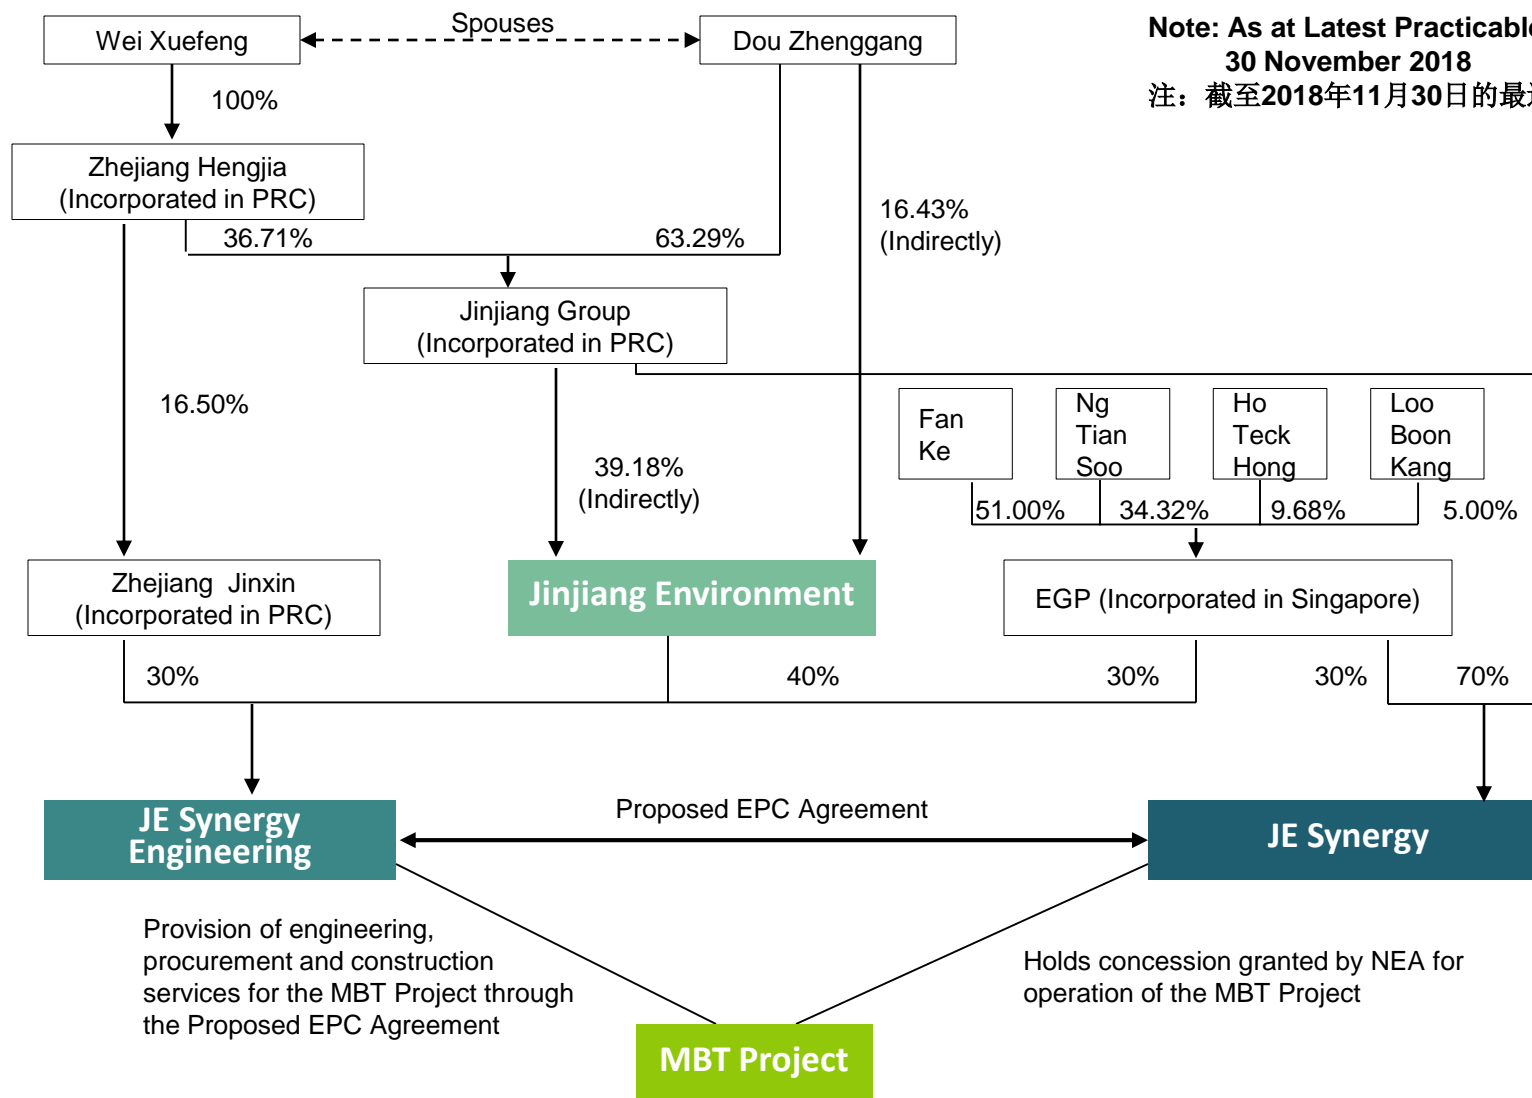 Wei Xuefeng
Spouses
Dou Zhenggang
Note: As at Latest Practicable
30 November 2018
注：截至2018年11月30日的最
100%
Zhejiang Hengjia
(Incorporated in PRC)
36.71%
63.29%
16.43%
(Indirectly)
Jinjiang Group
(Incorporated in PRC)
16.50%
39.18%
(Indirectly)
Fan
Ke
Ng
Tian
Soo
Ho
Teck
Hong
Loo
Boon
Kang
51.00%
34.32%
9.68%
5.00%
Zhejiang Jinxin
(Incorporated in PRC)
Jinjiang Environment
EGP (Incorporated in Singapore)
30%
40%
30%
30%
70%
JE Synergy
Engineering
Proposed EPC Agreement
JE Synergy
Provision of engineering,
procurement and construction
services for the MBT Project through
the Proposed EPC Agreement
Holds concession granted by NEA for
operation of the MBT Project
MBT Project